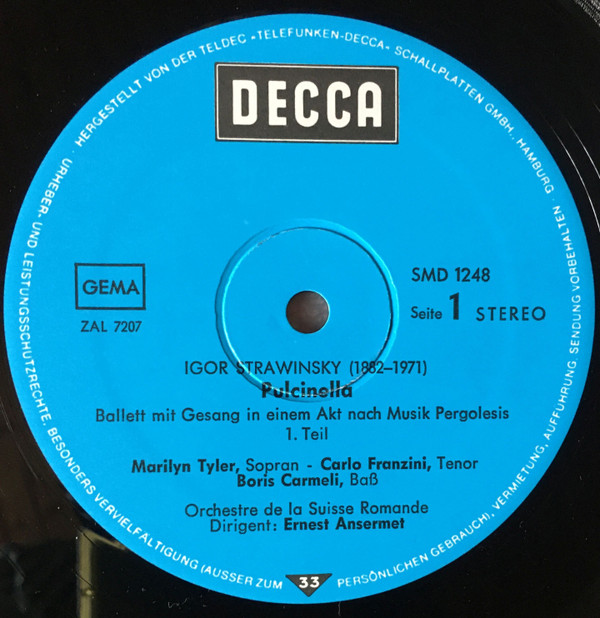 URHEBER- UND LEISTUNGSSCHUTZRECHTE. BESONDERS VERVIELFÄLTIGUNG (AUSSER ZUM PERSÖNLICHEN GEBRAUCH), VERMIETUNG, AUFFÜHRUNG, SENDUNG VORBEHALTEN · HERGESTELLT VON DER TELDEC »TELEFUNKEN-DECCA« SCHALLPLATTEN GMBH · HAMBURG ·
DECCA
GEMA
ZAL 7207
SMD 1248
Seite 1 STEREO
IGOR STRAWINSKY (1882–1971)
Pulcinella
Ballett mit Gesang in einem Akt nach Musik Pergolesis
1. Teil
Marilyn Tyler, Sopran – Carlo Franzini, Tenor
Boris Carmeli, Baß
Orchestre de la Suisse Romande
Dirigent: Ernest Ansermet
33